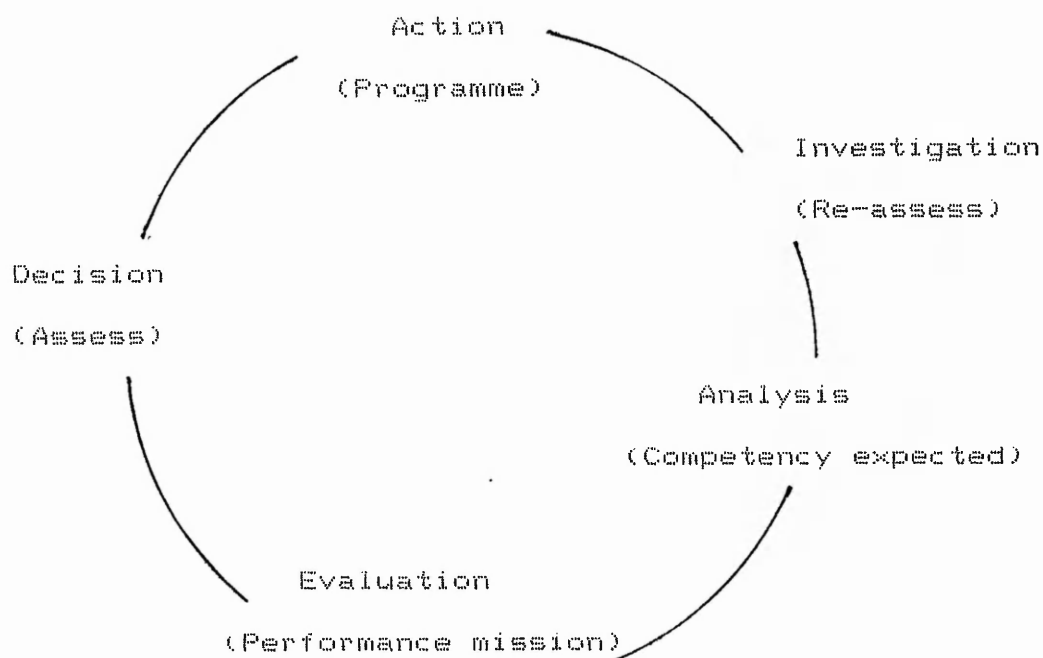 Action
(Programme)
Investigation
(Re-assess)
Decision
(Assess)
Analysis
(Competency expected)
Evaluation
(Performance mission)